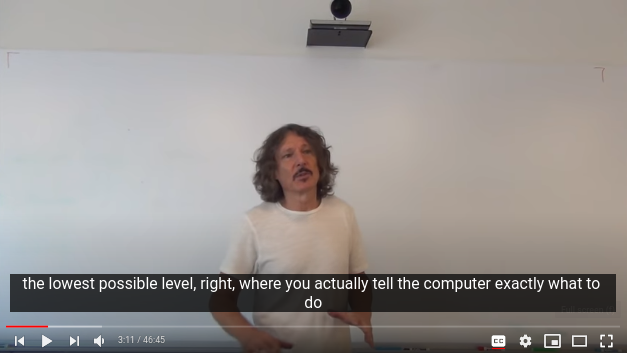 the lowest possible level, right, where you actually tell the computer exactly what to
do
3:11 / 46:45
CC